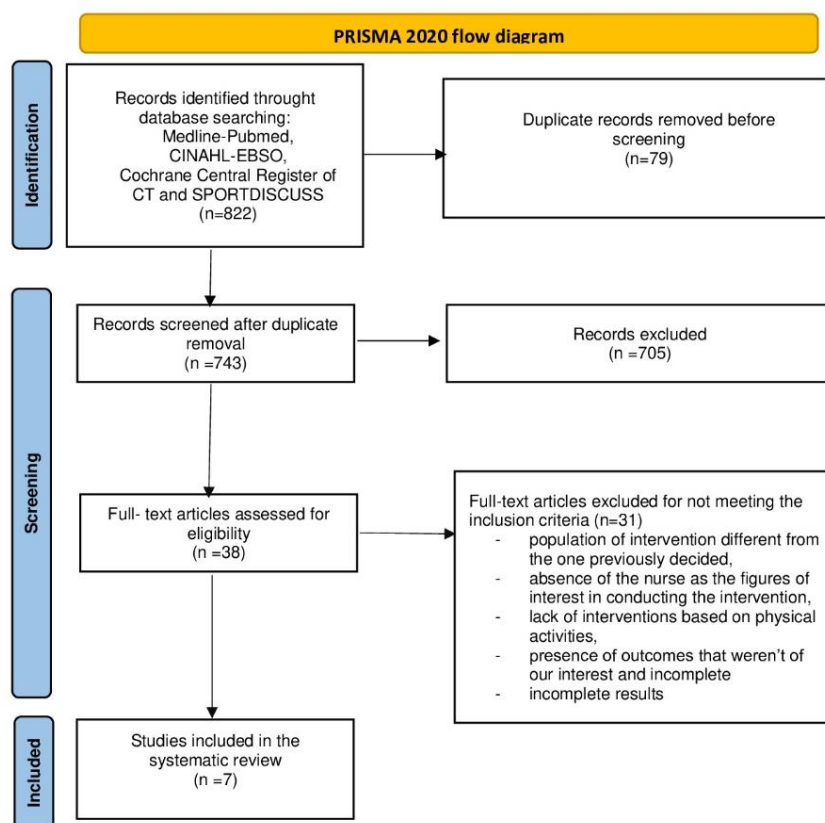 PRISMA 2020 flow diagram
Identification
Records identified throught
database searching:
Medline-Pubmed,
CINAHL-EBSO,
Cochrane Central Register of
CT and SPORTDISCUSS
(n=822)
Duplicate records removed before
screening
(n=79)
Screening
Records screened after duplicate
removal
(n =743)
Records excluded
(n =705)
Full- text articles assessed for
eligibility
(n =38)
Full-text articles excluded for not meeting the
inclusion criteria (n=31)
- population of intervention different from
the one previously decided,
- absence of the nurse as the figures of
interest in conducting the intervention,
- lack of interventions based on physical
activities,
- presence of outcomes that weren’t of
our interest and incomplete
- incomplete results
Included
Studies included in the
systematic review
(n =7)